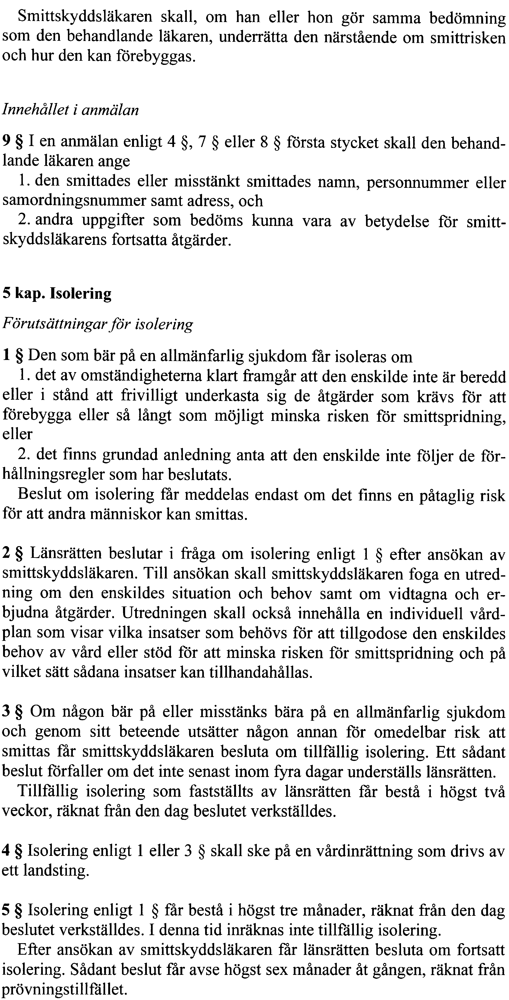 Smittskyddsläkaren skall, om han eller hon gör samma bedömning
som den behandlande läkaren, underrätta den närstående om smittrisken
och hur den kan förebyggas.
Innehållet i anmälan
9 § I en anmälan enligt 4 §, 7 § eller 8 § första stycket skall den behand-
lande läkaren ange
1. den smittades eller misstänkt smittades namn, personnummer eller
samordningsnummer samt adress, och
2. andra uppgifter som bedöms kunna vara av betydelse för smitt-
skyddsläkarens fortsatta åtgärder.
5 kap. Isolering
Förutsättningar för isolering
1 § Den som bär på en allmänfarlig sjukdom får isoleras om
1. det av omständigheterna klart framgår att den enskilde inte är beredd
eller i stånd att frivilligt underkasta sig de åtgärder som krävs för att
förebygga eller så långt som möjligt minska risken för smittspridning,
eller
2. det finns grundad anledning anta att den enskilde inte följer de för-
hållningsregler som har beslutats.
Beslut om isolering får meddelas endast om det finns en påtaglig risk
för att andra människor kan smittas.
2 § Länsrätten beslutar i fråga om isolering enligt 1 § efter ansökan av
smittskyddsläkaren. Till ansökan skall smittskyddsläkaren foga en utred-
ning om den enskildes situation och behov samt om vidtagna och er-
bjudna åtgärder. Utredningen skall också innehålla en individuell vård-
plan som visar vilka insatser som behövs för att tillgodose den enskildes
behov av vård eller stöd för att minska risken för smittspridning och på
vilket sätt sådana insatser kan tillhandahållas.
3 § Om någon bär på eller misstänks bära på en allmänfarlig sjukdom
och genom sitt beteende utsätter någon annan för omedelbar risk att
smittas får smittskyddsläkaren besluta om tillfällig isolering. Ett sådant
beslut förfaller om det inte senast inom fyra dagar underställs länsrätten.
Tillfällig isolering som fastställts av länsrätten får bestå i högst två
veckor, räknat från den dag beslutet verkställdes.
4 § Isolering enligt 1 eller 3 § skall ske på en vårdinrättning som drivs av
ett landsting.
5 § Isolering enligt 1 § får bestå i högst tre månader, räknat från den dag
beslutet verkställdes. I denna tid inräknas inte tillfällig isolering.
Efter ansökan av smittskyddsläkaren får länsrätten besluta om fortsatt
isolering. Sådant beslut får avse högst sex månader åt gången, räknat från
prövningstillfället.